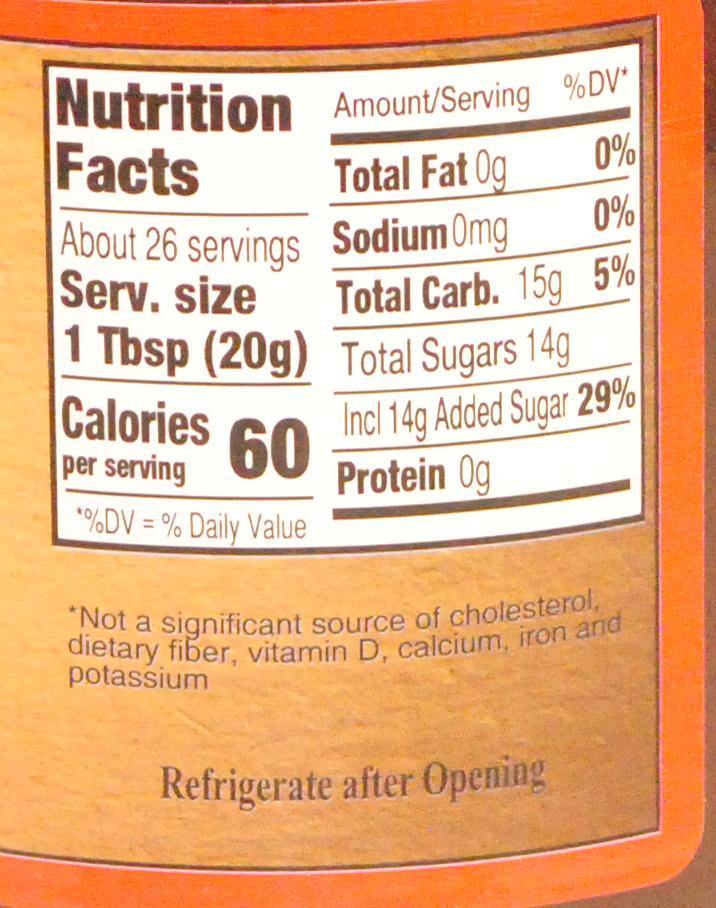 Nutrition
Facts
About 26 servings
Serv. size
1 Tbsp (20g)
Calories
per serving 60
*%DV = % Daily Value
Amount/Serving %DV*
Total Fat 0g 0%
Sodium 0mg 0%
Total Carb. 15g 5%
Total Sugars 14g
Incl 14g Added Sugar 29%
Protein 0g
*Not a significant source of cholesterol,
dietary fiber, vitamin D, calcium, iron and
potassium
Refrigerate after Opening